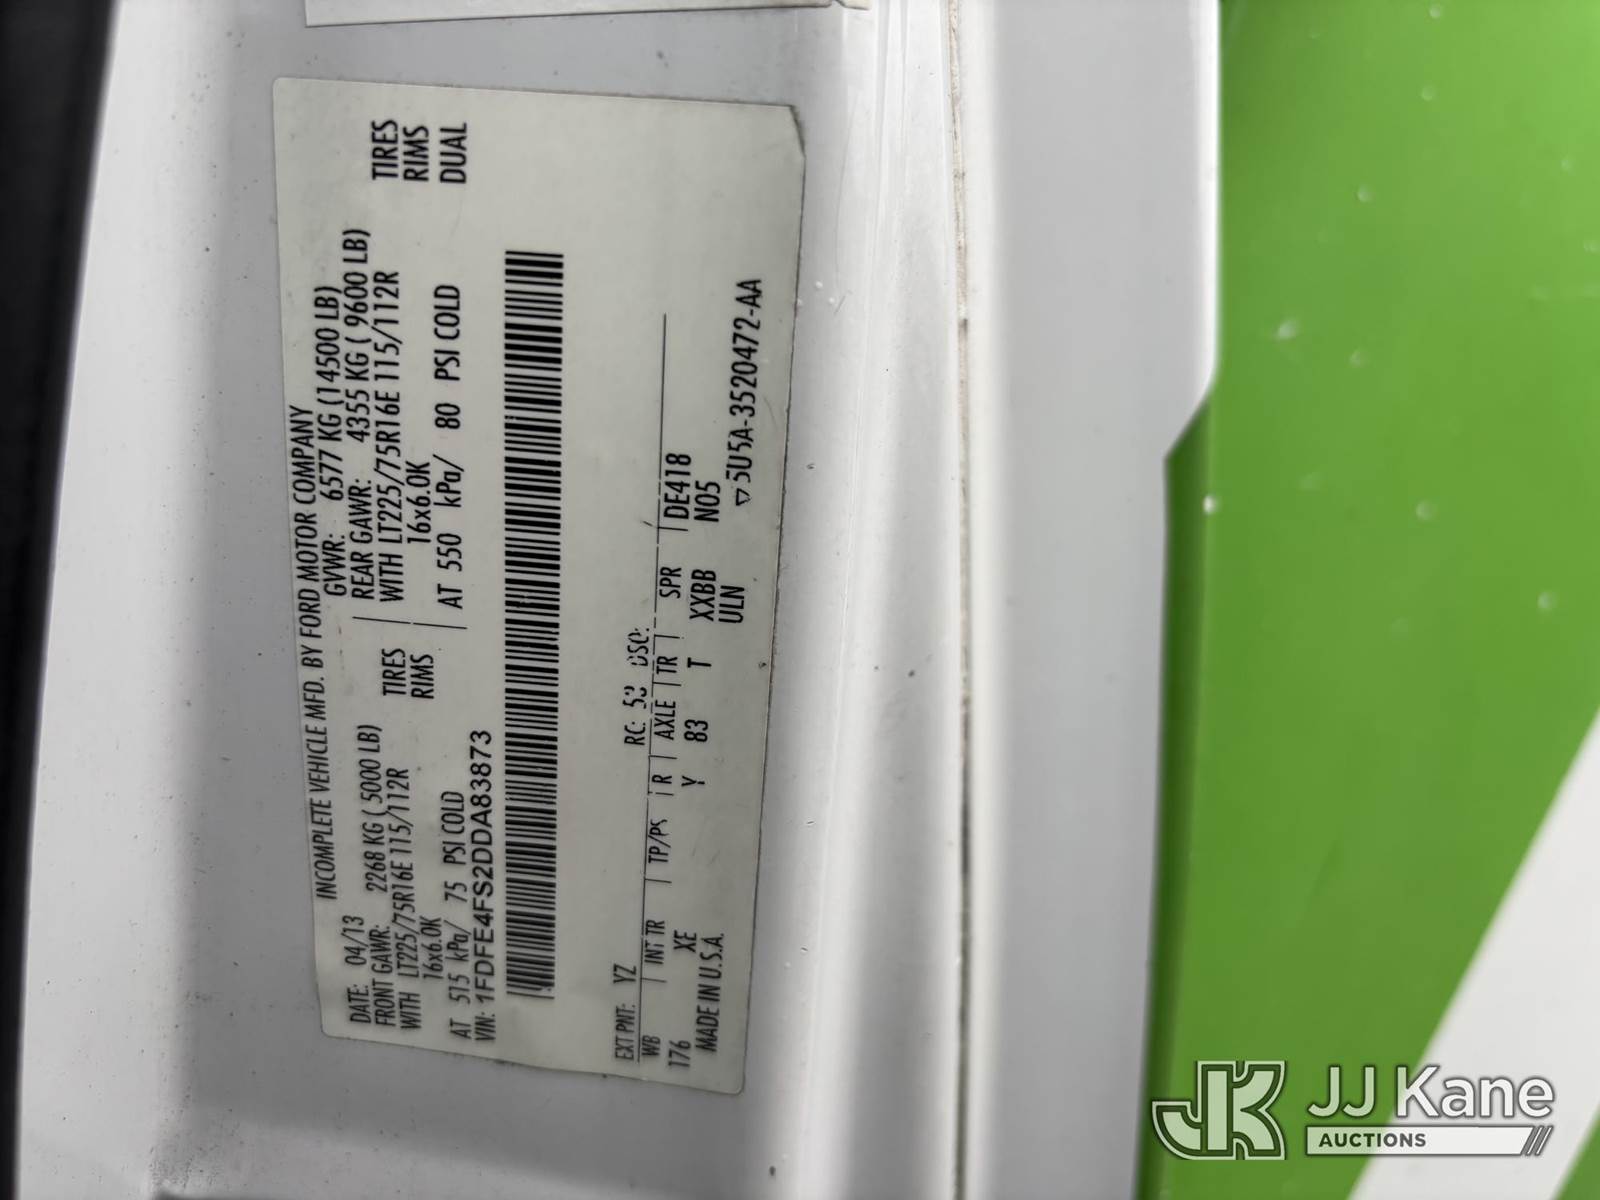 INCOMPLETE VEHICLE MFD. BY FORD MOTOR COMPANY
DATE: 04/13 GVWR: 6577 KG (14500 LB)
FRONT GAWR: 2268 KG ( 5000 LB) REAR GAWR: 4355 KG ( 9600 LB)
WITH LT225/75R16E 115/112R TIRES WITH LT225/75R16E 115/112R TIRES
16x6.0K RIMS 16x6.0K RIMS
AT 515 kPa/ 75 PSI COLD AT 550 kPa/ 80 PSI COLD DUAL
VIN: 1FDFE4FS2DDA83873
EXT PNT: YZ RC: 53 DSO:
WB INT TR TP/PS R AXLE TR SPR DE418
176 XE Y 83 T XXBB N05
MADE IN U.S.A. ULN
▽5U5A-3520472-AA
JK JJ Kane
AUCTIONS